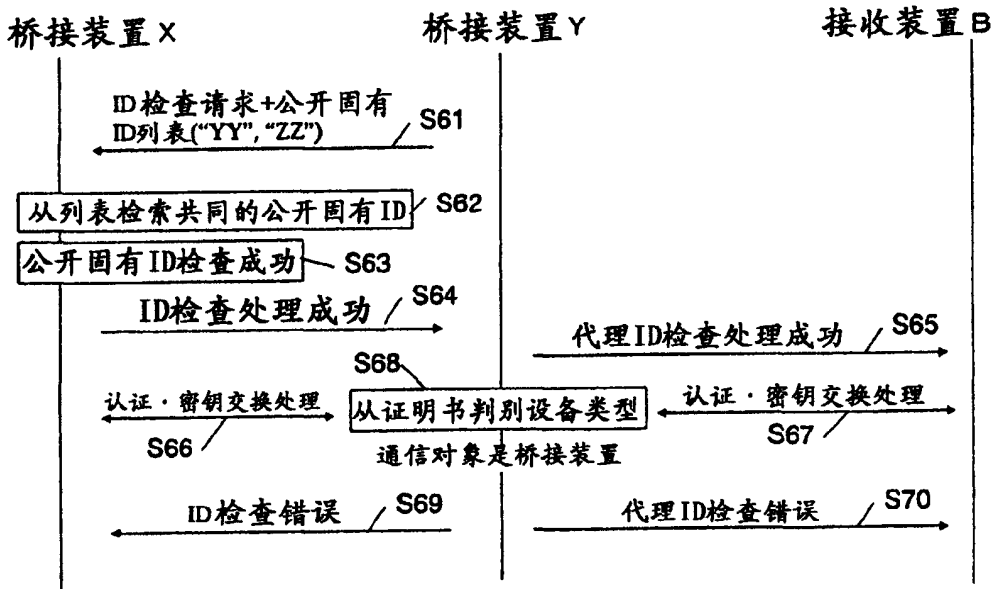 桥接装置X
桥接装置Y
接收装置B
ID检查请求+公开固有
ID列表(“YY”, “ZZ”)
S61
从列表检索共同的公开固有ID
S62
公开固有ID检查成功
S63
ID检查处理成功
S64
代理ID检查处理成功
S65
S68
认证·密钥交换处理
从证明书判别设备类型
认证·密钥交换处理
S66
S67
通信对象是桥接装置
ID检查错误
S69
代理ID检查错误
S70